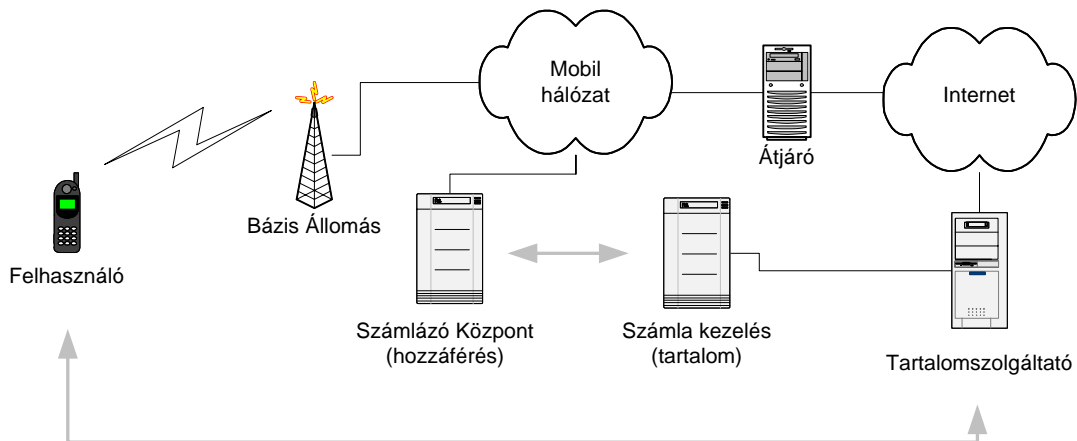 Mobil
hálózat
Internet
Átjáró
Bázis Állomás
Felhasználó
Számlázó Központ
(hozzáférés)
Számla kezelés
(tartalom)
Tartalomszolgáltató